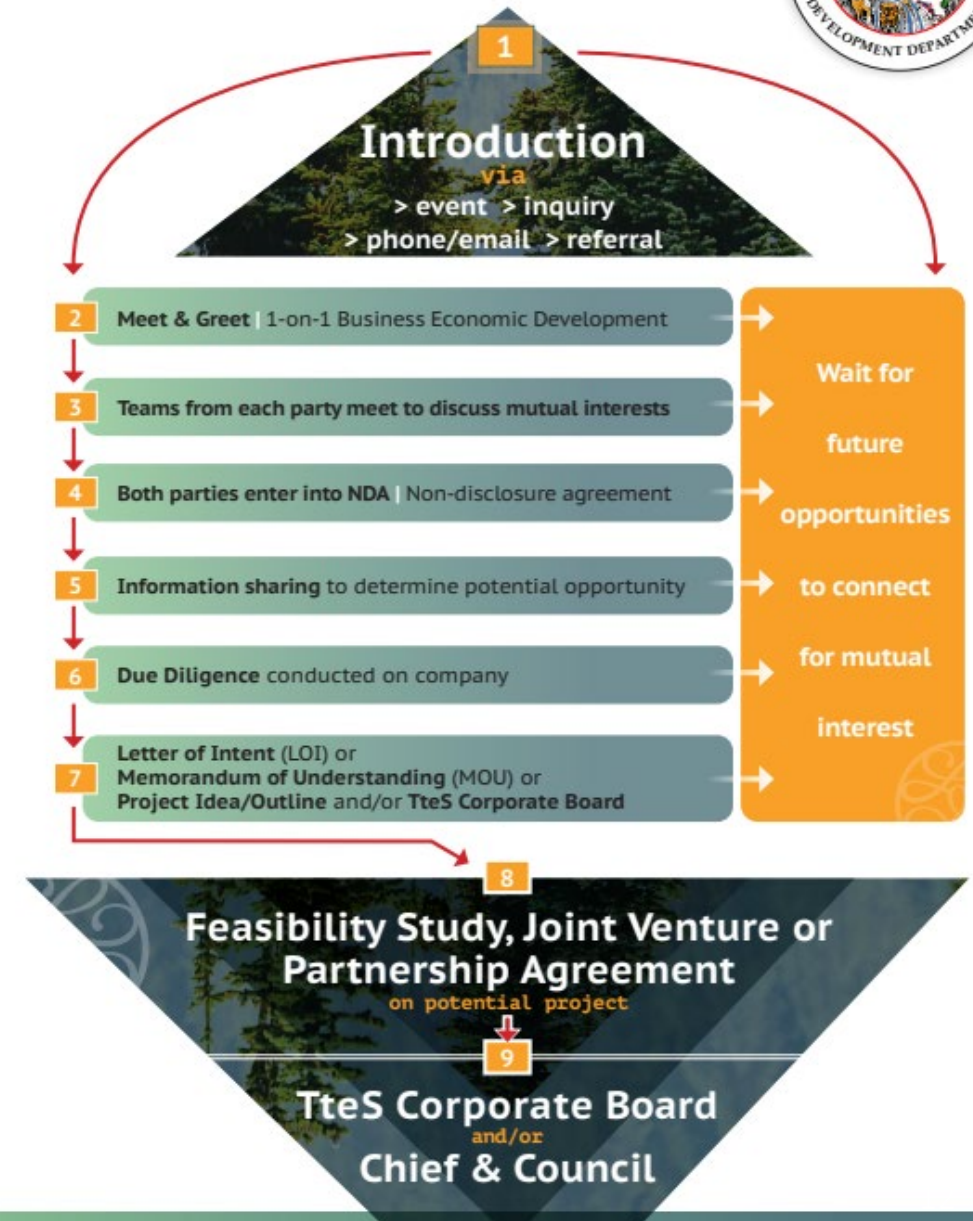 DEVELOPMENT
1
Introduction
via
> event > inquiry
> phone/email > referral
2
Meet & Greet | 1-on-1 Business Economic Development
3
Teams from each party meet to discuss mutual interests
4
Both parties enter into NDA | Non-disclosure agreement
5
Information sharing to determine potential opportunity
6
Due Diligence conducted on company
7
Letter of Intent (LOI) or
Memorandum of Understanding (MOU) or
Project Idea/Outline and/or TteS Corporate Board
Wait for
future
opportunities
to connect
for mutual
interest
8
Feasibility Study, Joint Venture or
Partnership Agreement
on potential project
9
TteS Corporate Board
and/or
Chief & Council